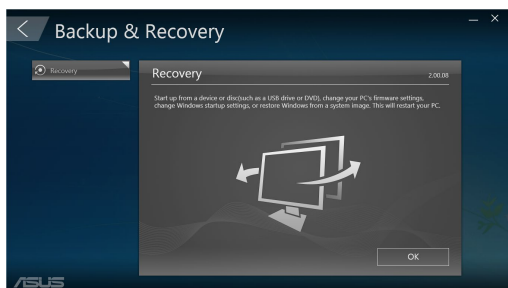 Backup & Recovery
Recovery
Recovery
2.00.08
Start up from a device or disc(such as a USB drive or DVD), change your PC's firmware settings,
change Windows startup settings, or restore Windows from a system image. This will restart your PC.
OK
ASUS